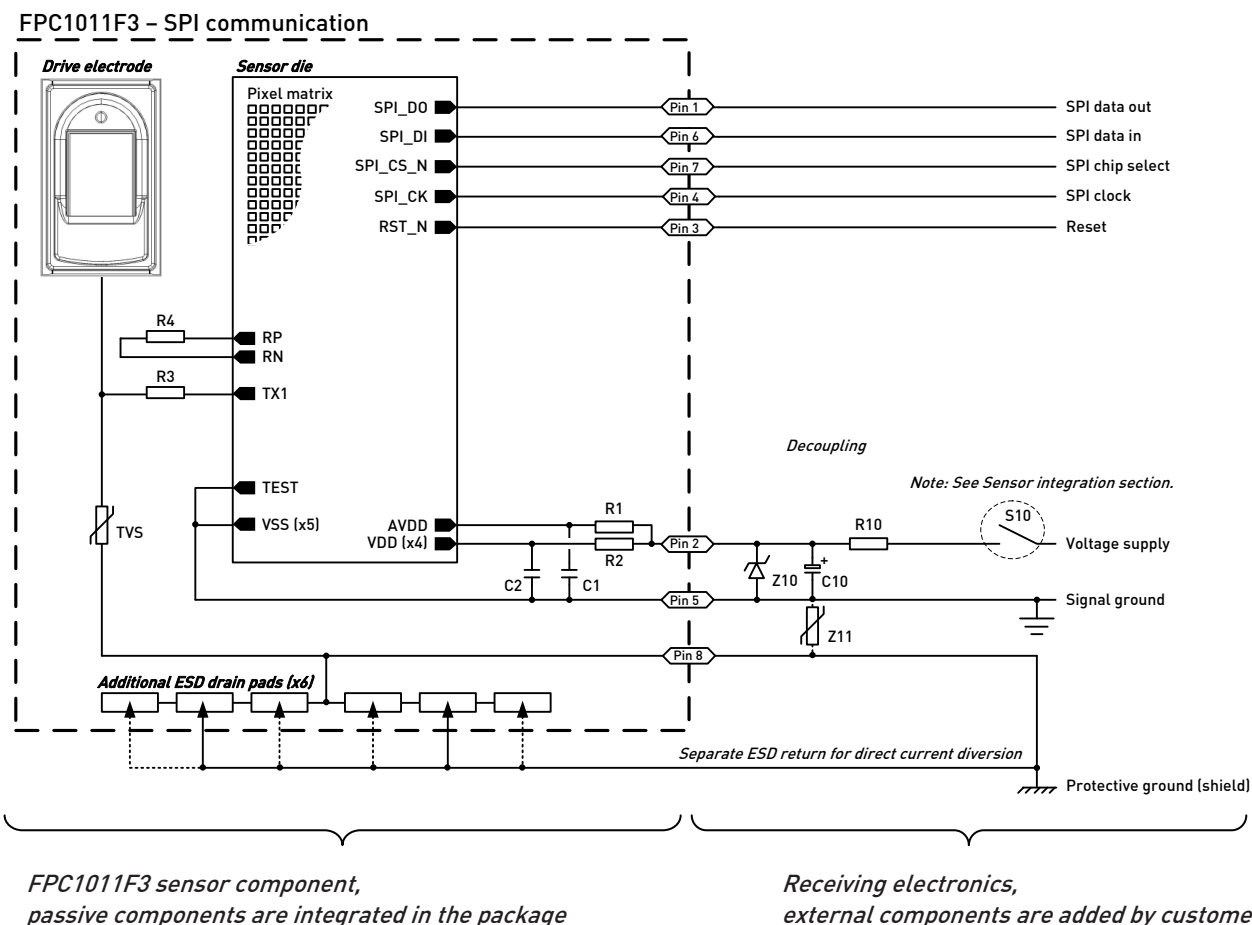 FPC1011F3 – SPI communication
Drive electrode
Sensor die
Pixel matrix
SPI_DO
Pin 1
SPI data out
SPI_DI
Pin 6
SPI data in
SPI_CS_N
Pin 7
SPI chip select
SPI_CK
Pin 4
SPI clock
RST_N
Pin 3
Reset
R4
RP
RN
R3
TX1
Decoupling
TEST
Note: See Sensor integration section.
TVS
VSS (x5)
AVDD
R1
R10
S10
VDD (x4)
R2
Pin 2
Voltage supply
C2
C1
Z10
+
C10
Pin 5
Signal ground
Z11
Pin 8
Additional ESD drain pads (x6)
Separate ESD return for direct current diversion
Protective ground (shield)
FPC1011F3 sensor component,
passive components are integrated in the package
Receiving electronics,
external components are added by custome